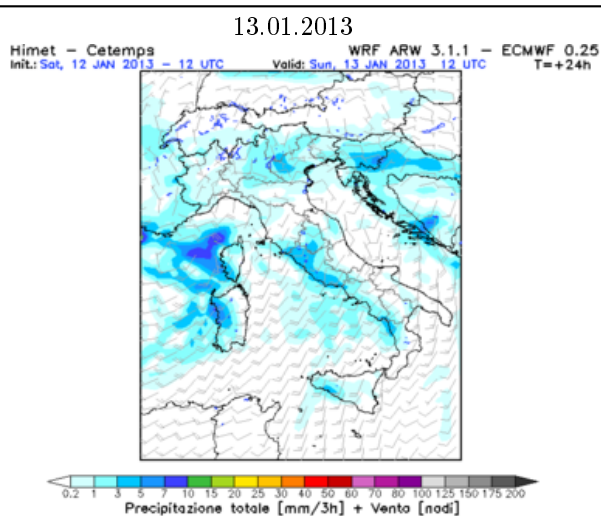 13.01.2013
Himet - Cetemps WRF ARW 3.1.1 - ECMWF 0.25
Init.: Sat, 12 JAN 2013 - 12 UTC Valid: Sun, 13 JAN 2013 12 UTC T=+24h
0.2 1 3 5 7 10 15 20 25 30 40 50 60 70 80 100 125 150 175 200
Precipitazione totale [mm/3h] + Vento [nodi]